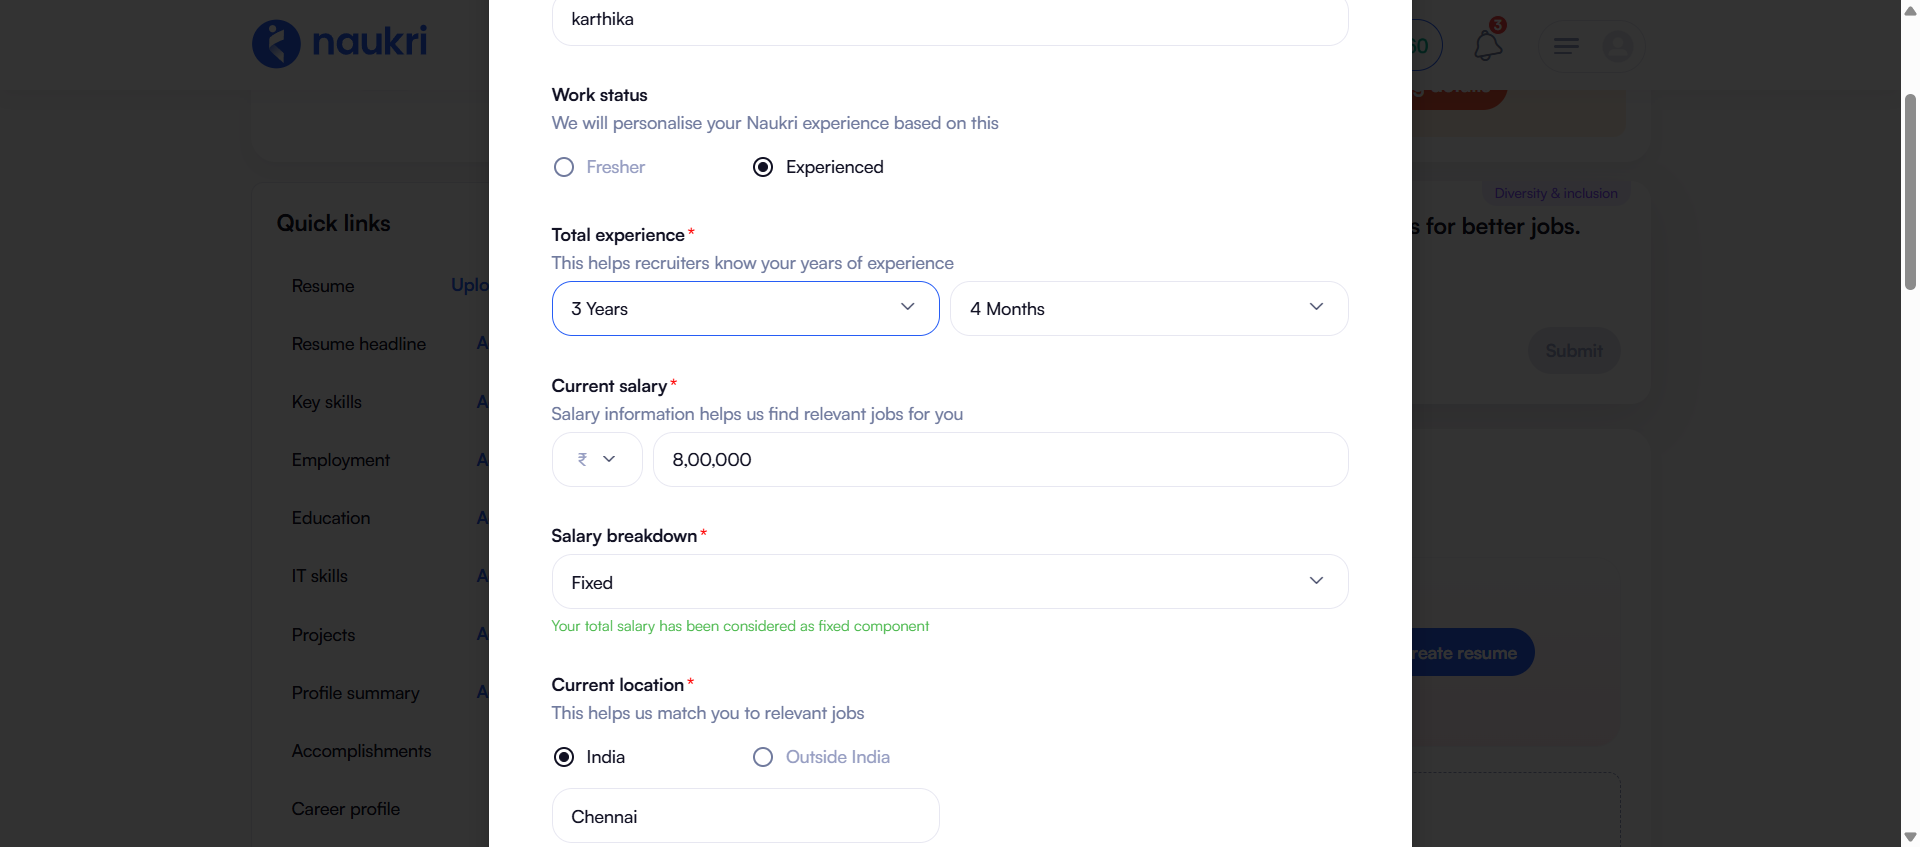 karthika
naukri
60
3
Work status
We will personalise your Naukri experience based on this
Fresher
Experienced
Diversity & inclusion
s for better jobs.
Quick links
Total experience*
This helps recruiters know your years of experience
Resume
Uplo
3 Years
4 Months
Resume headline
A
Submit
Current salary*
Salary information helps us find relevant jobs for you
Key skills
A
₹
8,00,000
Employment
A
Education
A
Salary breakdown*
Fixed
IT skills
A
Your total salary has been considered as fixed component
Projects
A
reate resume
Current location*
This helps us match you to relevant jobs
Profile summary
A
Accomplishments
India
Outside India
Career profile
Chennai